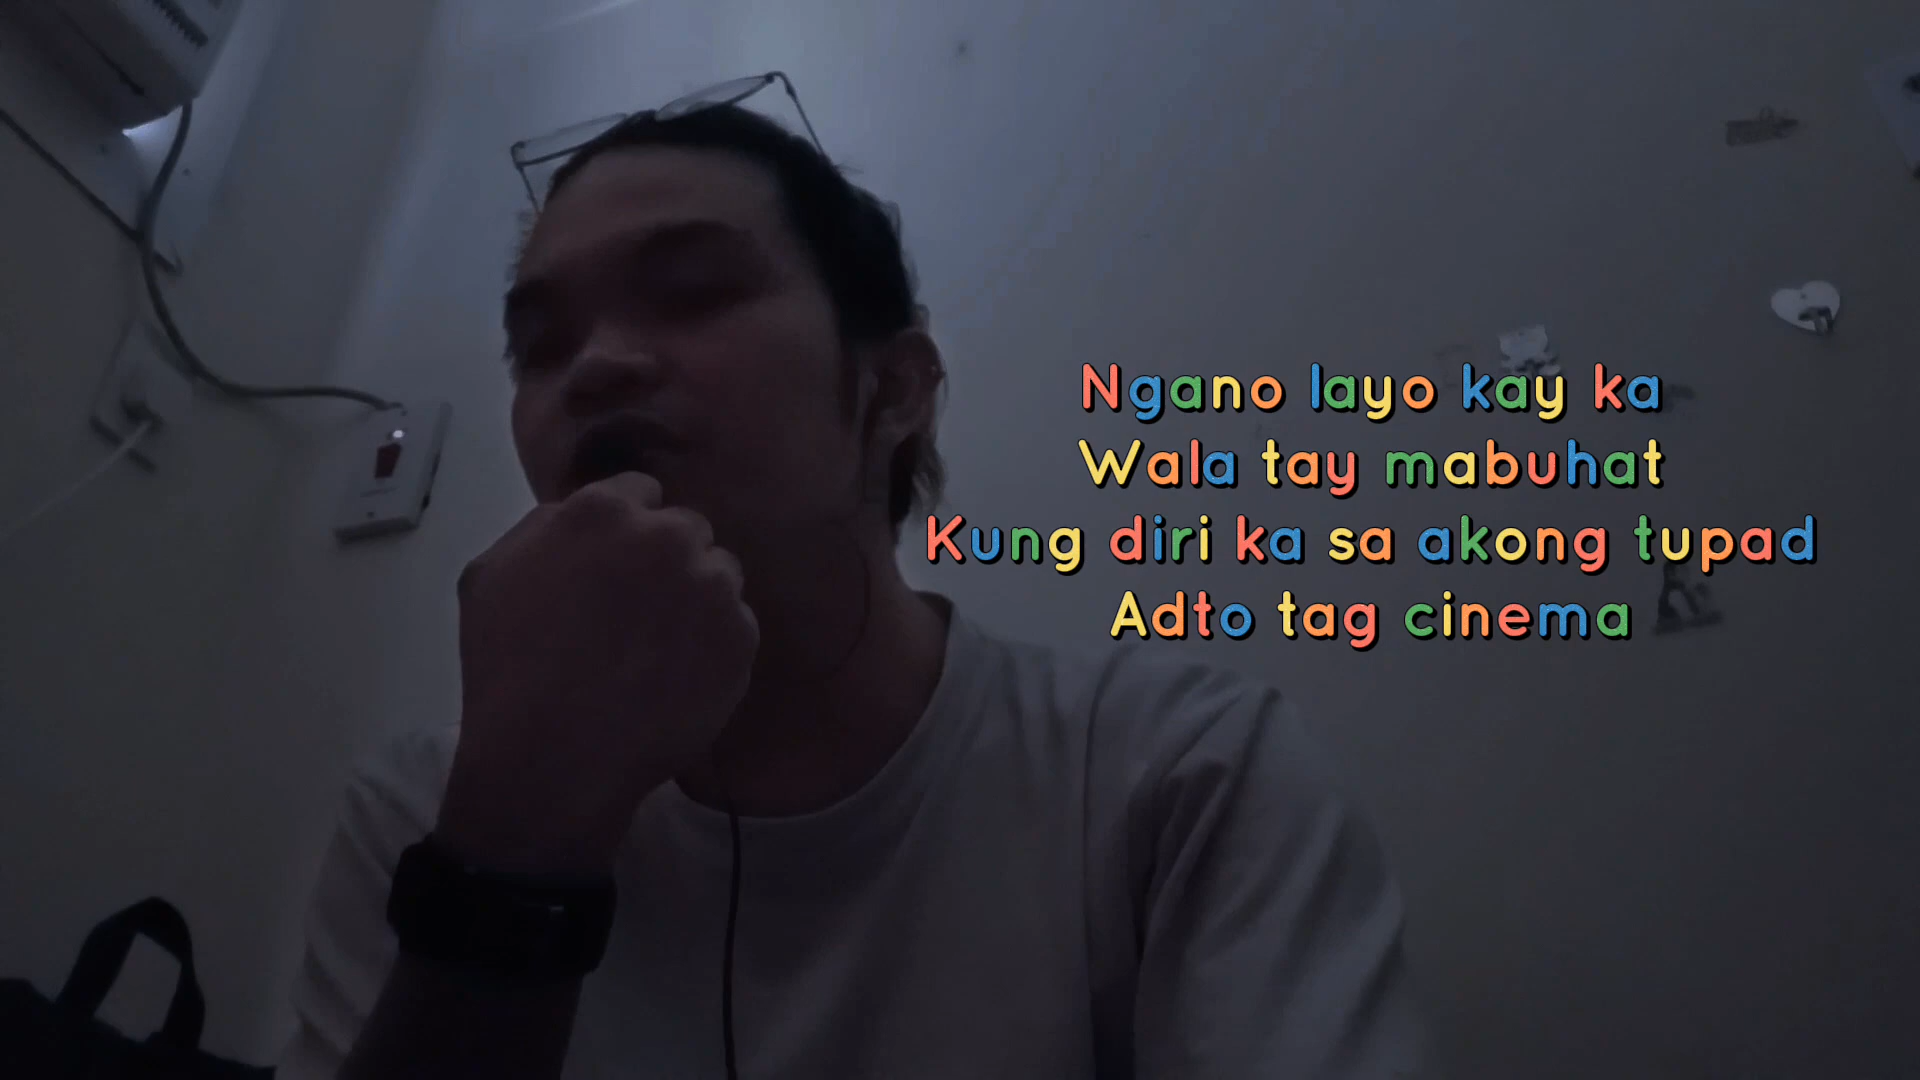 Ngano layo kay ka
Wala tay mabuhat
Kung diri ka sa akong tupad
Adto tag cinema